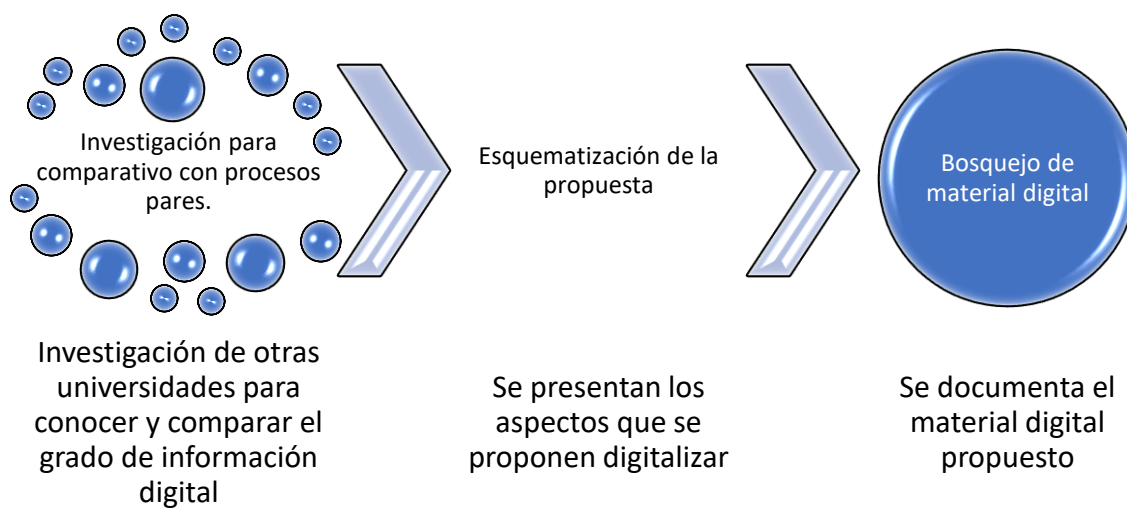 Investigación para
comparativo con procesos
pares.
Esquematización de la
propuesta
Bosquejo de
material digital
Investigación de otras
universidades para
conocer y comparar el
grado de información
digital
Se presentan los
aspectos que se
proponen digitalizar
Se documenta el
material digital
propuesto